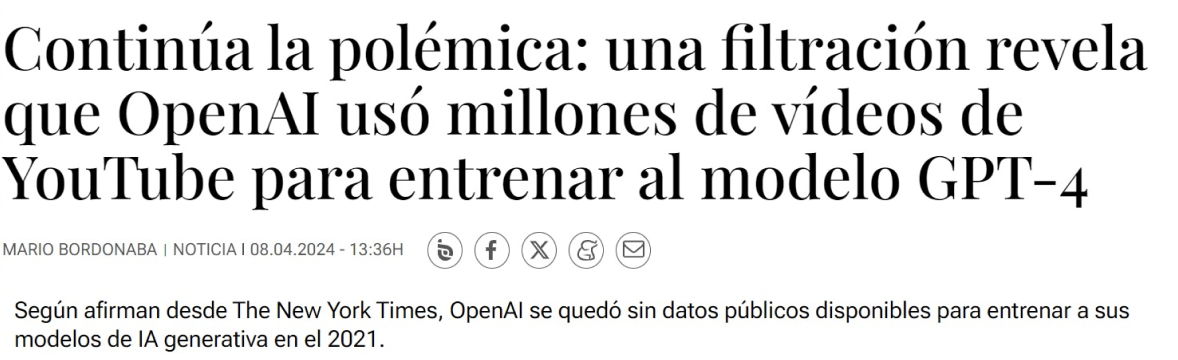 Continúa la polémica: una filtración revela
que OpenAI usó millones de vídeos de
YouTube para entrenar al modelo GPT-4
MARIO BORDONABA | NOTICIA I 08.04.2024 - 13:36H
Según afirman desde The New York Times, OpenAI se quedó sin datos públicos disponibles para entrenar a sus
modelos de IA generativa en el 2021.